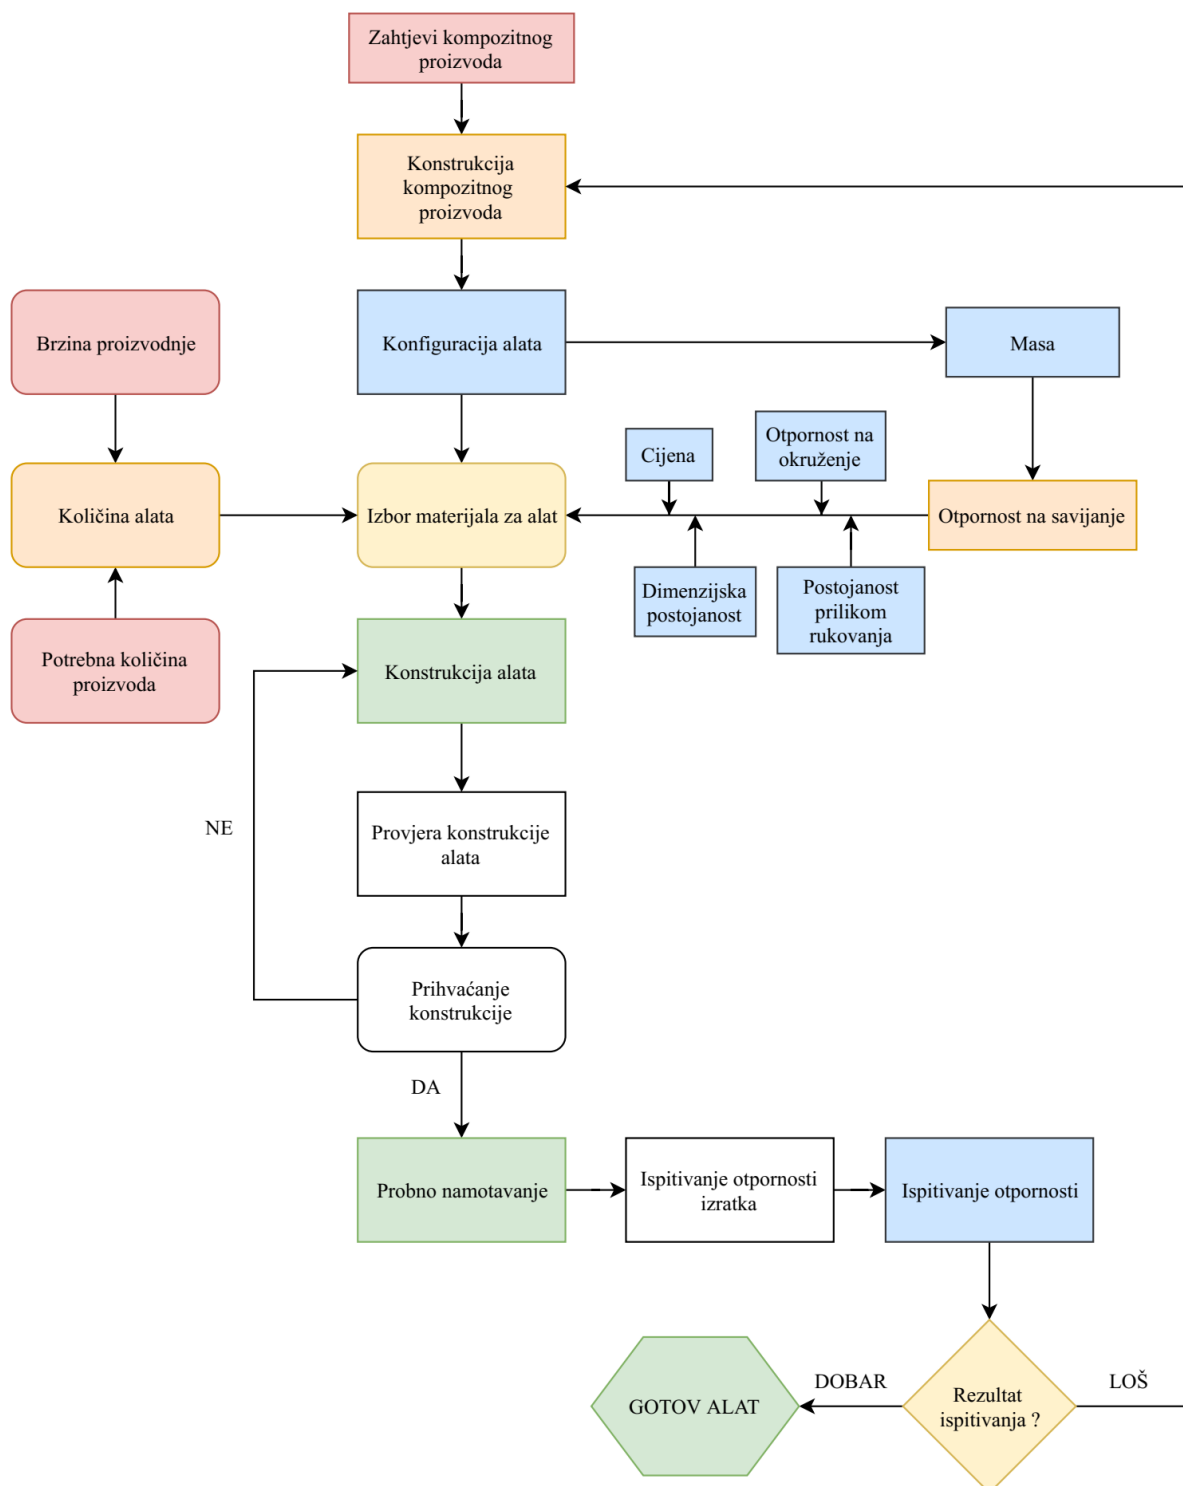 Zahtjevi kompozitnog
proizvoda
Konstrukcija
kompozitnog
proizvoda
Brzina proizvodnje
Konfiguracija alata
Masa
Cijena
Otpornost na
okruženje
Količina alata
Izbor materijala za alat
Otpornost na savijanje
Dimenzijska
postojanost
Postojanost
prilikom
rukovanja
Potrebna količina
proizvoda
Konstrukcija alata
NE
Provjera konstrukcije
alata
Prihvaćanje
konstrukcije
DA
Probno namotavanje
Ispitivanje otpornosti
izratka
Ispitivanje otpornosti
GOTOV ALAT
DOBAR
Rezultat
ispitivanja ?
LOŠ